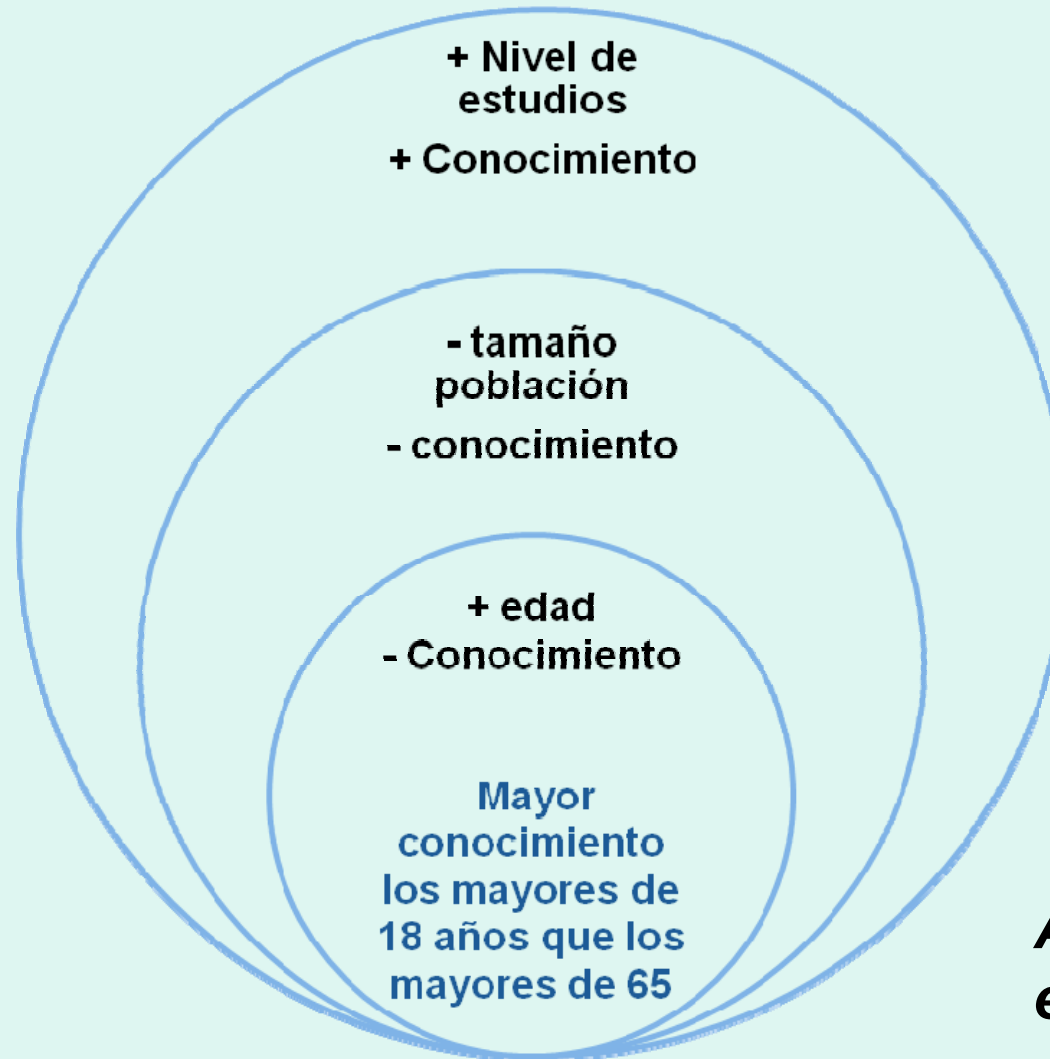 + Nivel de
estudios
+ Conocimiento
- tamaño
población
- conocimiento
+ edad
- Conocimiento
Mayor
conocimiento
los mayores de
18 años que los
mayores de 65